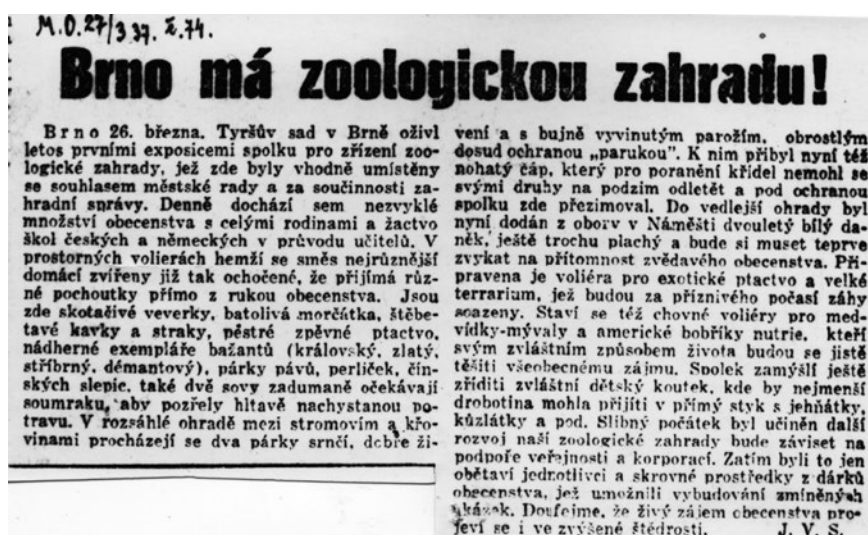 M.O. 27/3 37. č. 74.
Brno má zoologickou zahradu!
Brno 26. března. Tyršův sad v Brně oživl
letos prvními exposicemi spolku pro zřízení zoo-
logické zahrady, jež zde byly vhodně umístěny
se souhlasem městské rady a za součinnosti za-
hradní správy. Denně dochází sem nezvyklé
množství obecenstva s celými rodinami a žactvo
škol českých a německých v průvodu učitelů. V
prostorných volierách hemží se směs nejrůznější
domácí zvířeny již tak ochočené, že přijímá růz-
né pochoutky přímo z rukou obecenstva. Jsou
zde skotačivé veverky, batolivá morčátka, štěbe-
tavé kavky a straky, pěstré zpěvné ptactvo,
nádherné exempláře bažantů (královský, zlatý,
stříbrný, démantový), párky pávů, perliček, čín-
ských slepic, také dvě sovy zadumaně očekávají
soumraku, aby pozřely hltavě nachystanou po-
travu. V rozsáhlé ohradě mezi stromovím a křo-
vinami procházejí se dva párky srnčí, dobře ži-
vení a s bujně vyvinutým parožím, obrostlým
dosud ochranou „parukou". K nim přibyl nyní též
nohatý čáp, který pro poranění křídel nemohl se
svými druhy na podzim odletět a pod ochranou
spolku zde přezimoval. Do vedlejší ohrady byl
nyní dodán z obory v Náměšti dvouletý bílý da-
něk, ještě trochu plachý a bude si muset teprve
zvykat na přítomnost zvědavého obecenstva. Při-
pravena je voliéra pro exotické ptactvo a velké
terrarium, jež budou za příznivého počasí záhy
osazeny. Staví se též chovné voliéry pro med-
vídky-mývaly a americké bobříky nutrie, kteří
svým zvláštním způsobem života budou se jistě
těšiti všeobecnému zájmu. Spolek zamýšlí ještě
zříditi zvláštní dětský koutek, kde by nejmenší
drobotina mohla přijíti v přímý styk s jehňátky,
kůzlátky a pod. Slibný počátek byl učiněn další
rozvoj naší zoologické zahrady bude záviset na
podpoře veřejnosti a korporací. Zatím byli to jen
obětaví jednotlivci a skrovné prostředky z dárků
obecenstva, jež umožnili vybudování zmíněných
ukázek. Doufejme, že živý zájem obecenstva pro-
jeví se i ve zvýšené štědrosti. J. V. S.